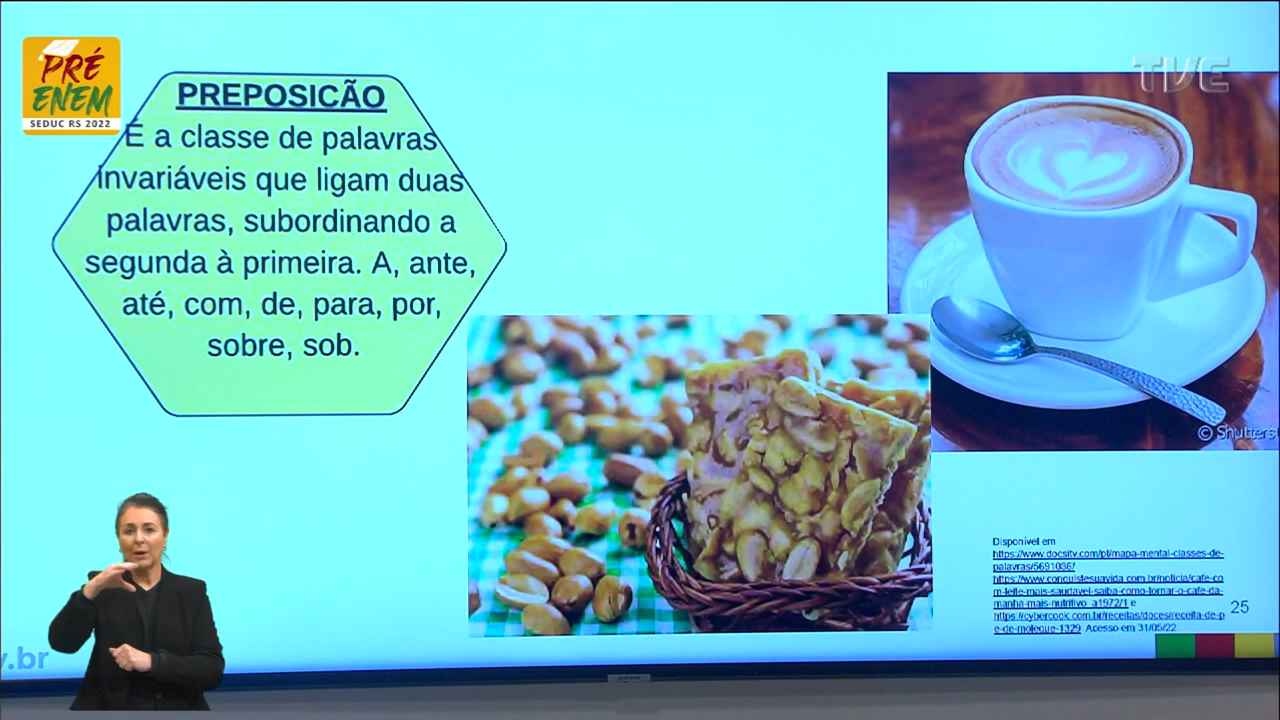 PRÉ
ENEM
SEDUC RS 2022
TVE
PREPOSIÇÃO
É a classe de palavras
invariáveis que ligam duas
palavras, subordinando a
segunda à primeira. A, ante,
até, com, de, para, por,
sobre, sob.
© Shutterst
Disponível em
https://www.docsity.com/pt/mapa-mental-classes-de-
palavras/5691036/
https://www.conquistesuavida.com.br/noticia/cafe-co
m-leite-mais-saudavel-saiba-como-tornar-o-cafe-da-
manha-mais-nutritivo_a1972/1 e
https://cybercook.com.br/receitas/doces/receita-de-p
e-de-moleque-1329 Acesso em 31/05/22
25
v.br